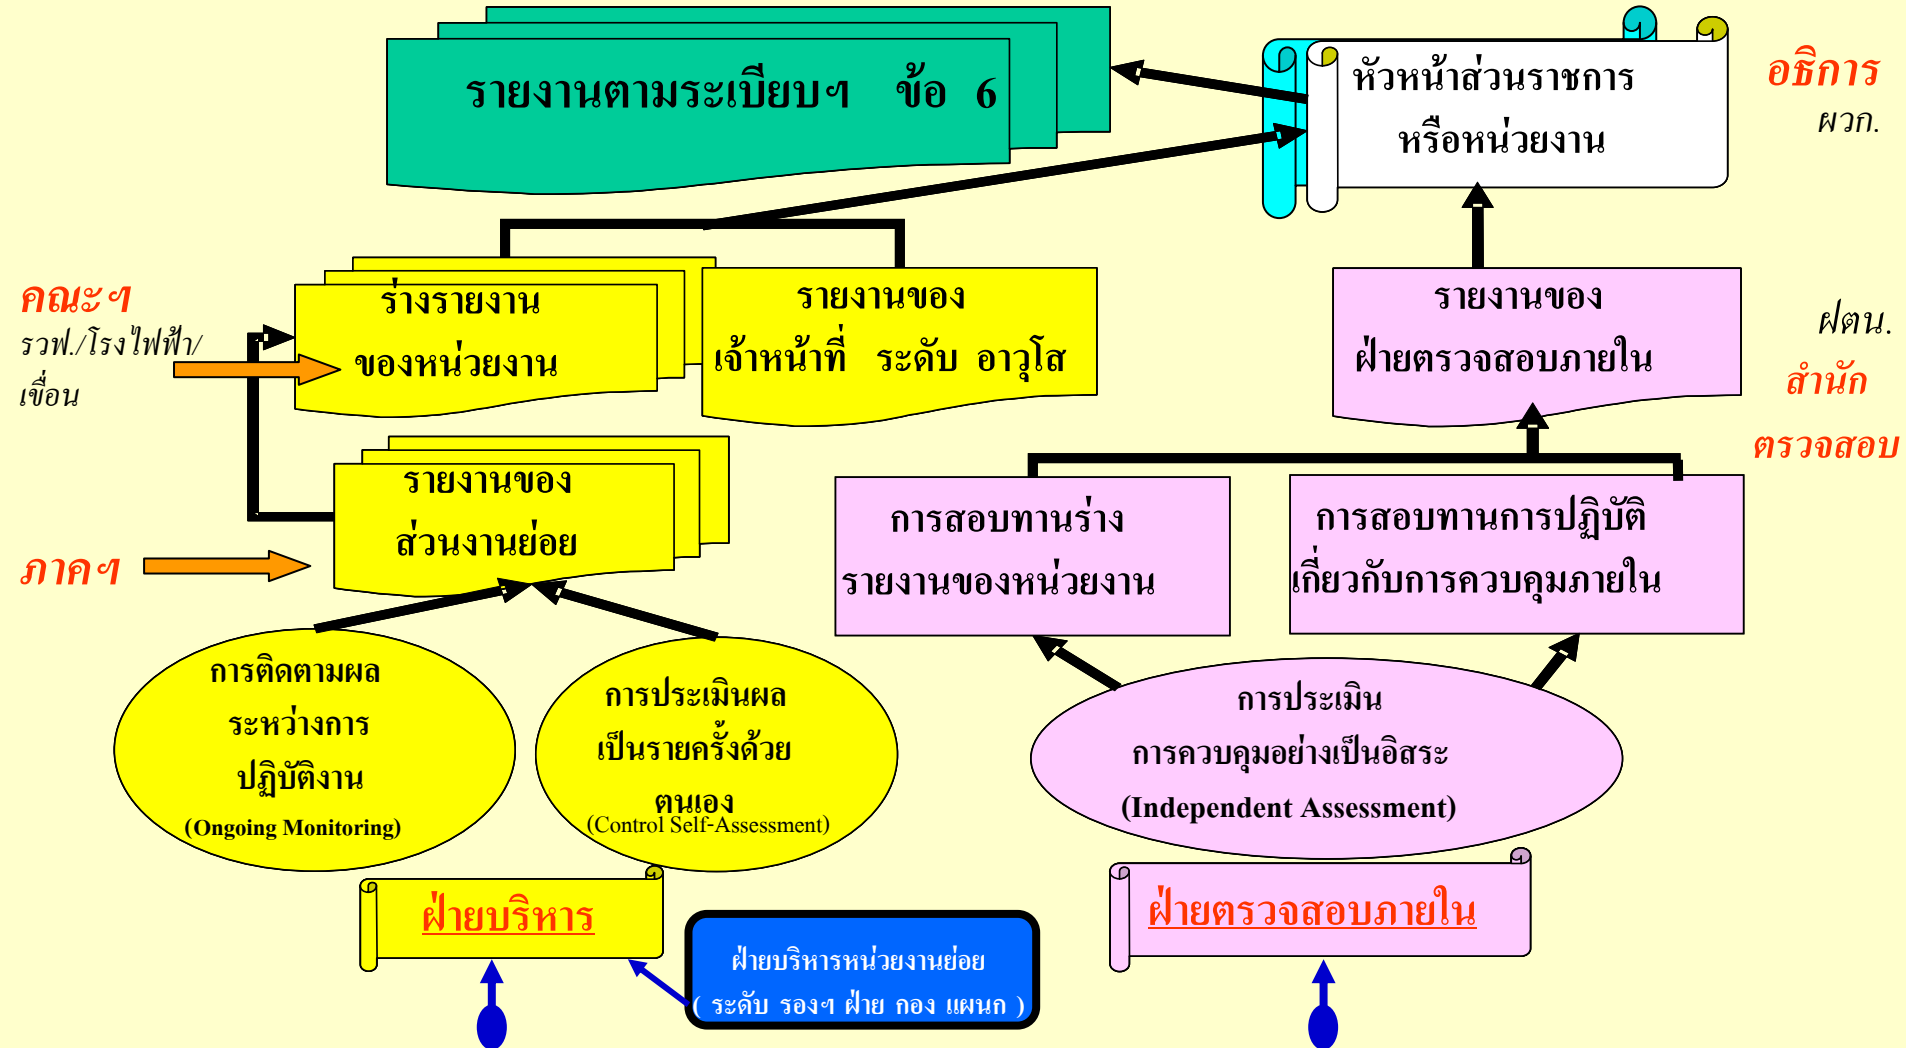 รายงานตามระเบียบฯ ข้อ 6
หัวหน้าส่วนราชการ
หรือหน่วยงาน
อธิการ
ผวก.
คณะฯ
รวฟ./โรงไฟฟ้า/
เขื่อน
ร่างรายงาน
ของหน่วยงาน
รายงานของ
เจ้าหน้าที่ ระดับ อาวุโส
รายงานของ
ฝ่ายตรวจสอบภายใน
ฝตน.
สำนัก
ตรวจสอบ
รายงานของ
ส่วนงานย่อย
ภาคฯ
การสอบทานร่าง
รายงานของหน่วยงาน
การสอบทานการปฏิบัติ
เกี่ยวกับการควบคุมภายใน
การติดตามผล
ระหว่างการ
ปฏิบัติงาน
(Ongoing Monitoring)
การประเมินผล
เป็นรายครั้งด้วย
ตนเอง
(Control Self-Assessment)
การประเมิน
การควบคุมอย่างเป็นอิสระ
(Independent Assessment)
ฝ่ายบริหาร
ฝ่ายบริหารหน่วยงานย่อย
( ระดับ รองฯ ฝ่าย กอง แผนก )
ฝ่ายตรวจสอบภายใน